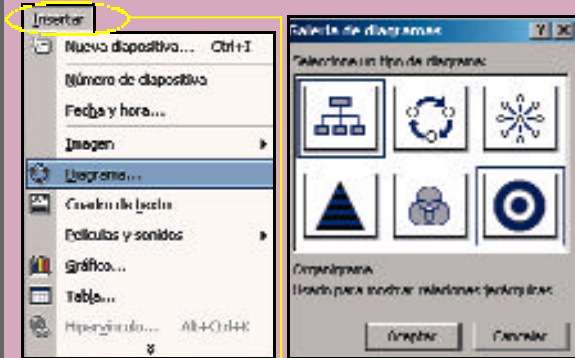 Insertar
Nueva diapositiva... Ctrl+I
Número de diapositiva
Fecha y hora...
Imagen
Diagrama...
Cuadro de texto
Películas y sonidos
Gráfico...
Tabla...
Hipervínculo... Alt+Ctrl+K
Galería de diagramas
Seleccione un tipo de diagrama:
Organigrama
Usado para mostrar relaciones jerárquicas
Aceptar Cancelar